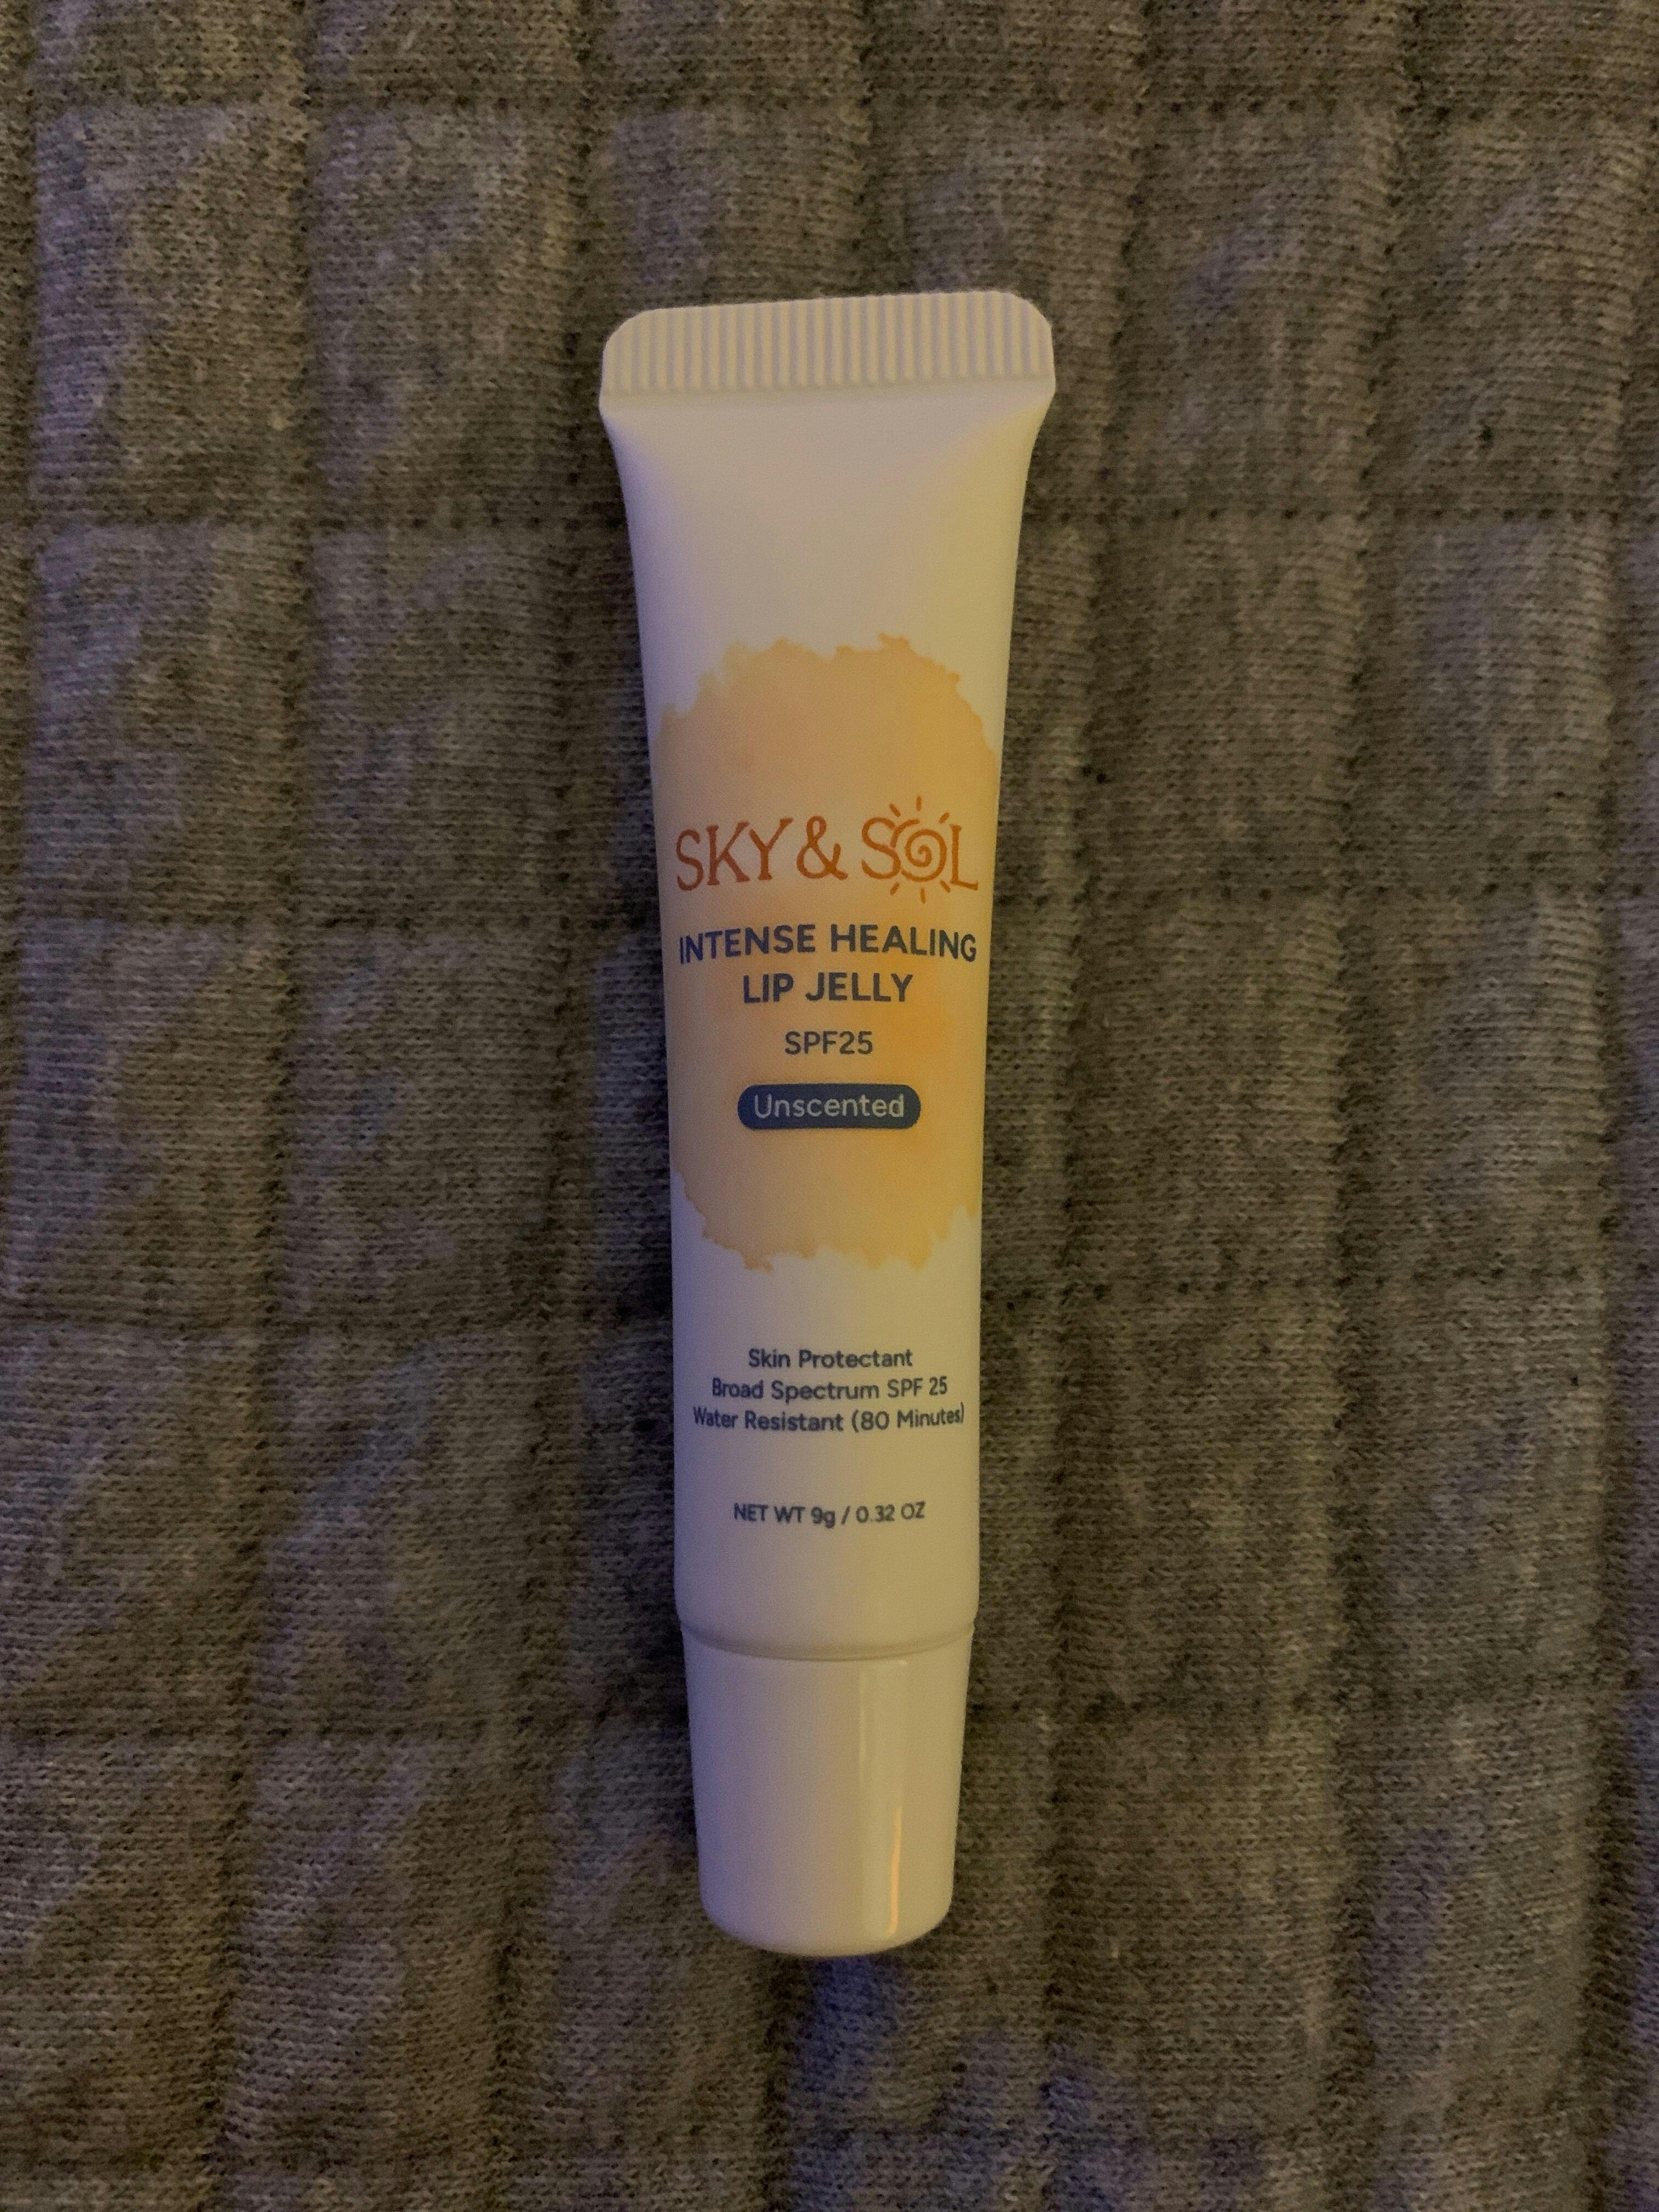 SKY & SOL
INTENSE HEALING
LIP JELLY
SPF25
Unscented
Skin Protectant
Broad Spectrum SPF 25
Water Resistant (80 Minutes)
NET WT 9g / 0.32 OZ